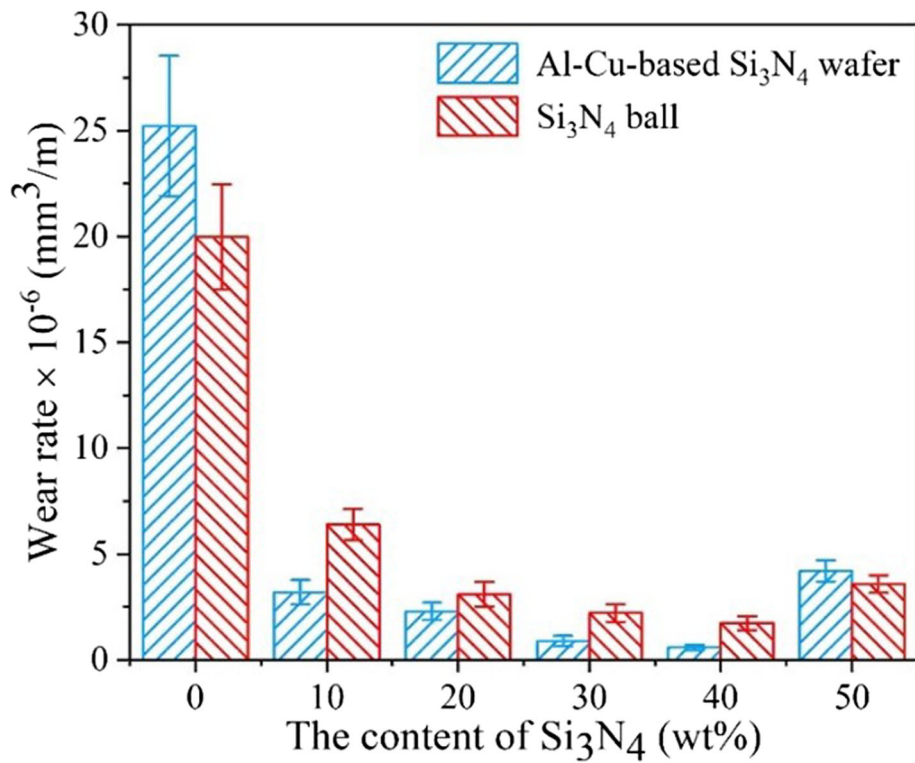 Wear rate × 10⁻⁶ (mm³/m)
30
25
20
15
10
5
0
Al-Cu-based Si₃N₄ wafer
Si₃N₄ ball
0 10 20 30 40 50
The content of Si₃N₄ (wt%)